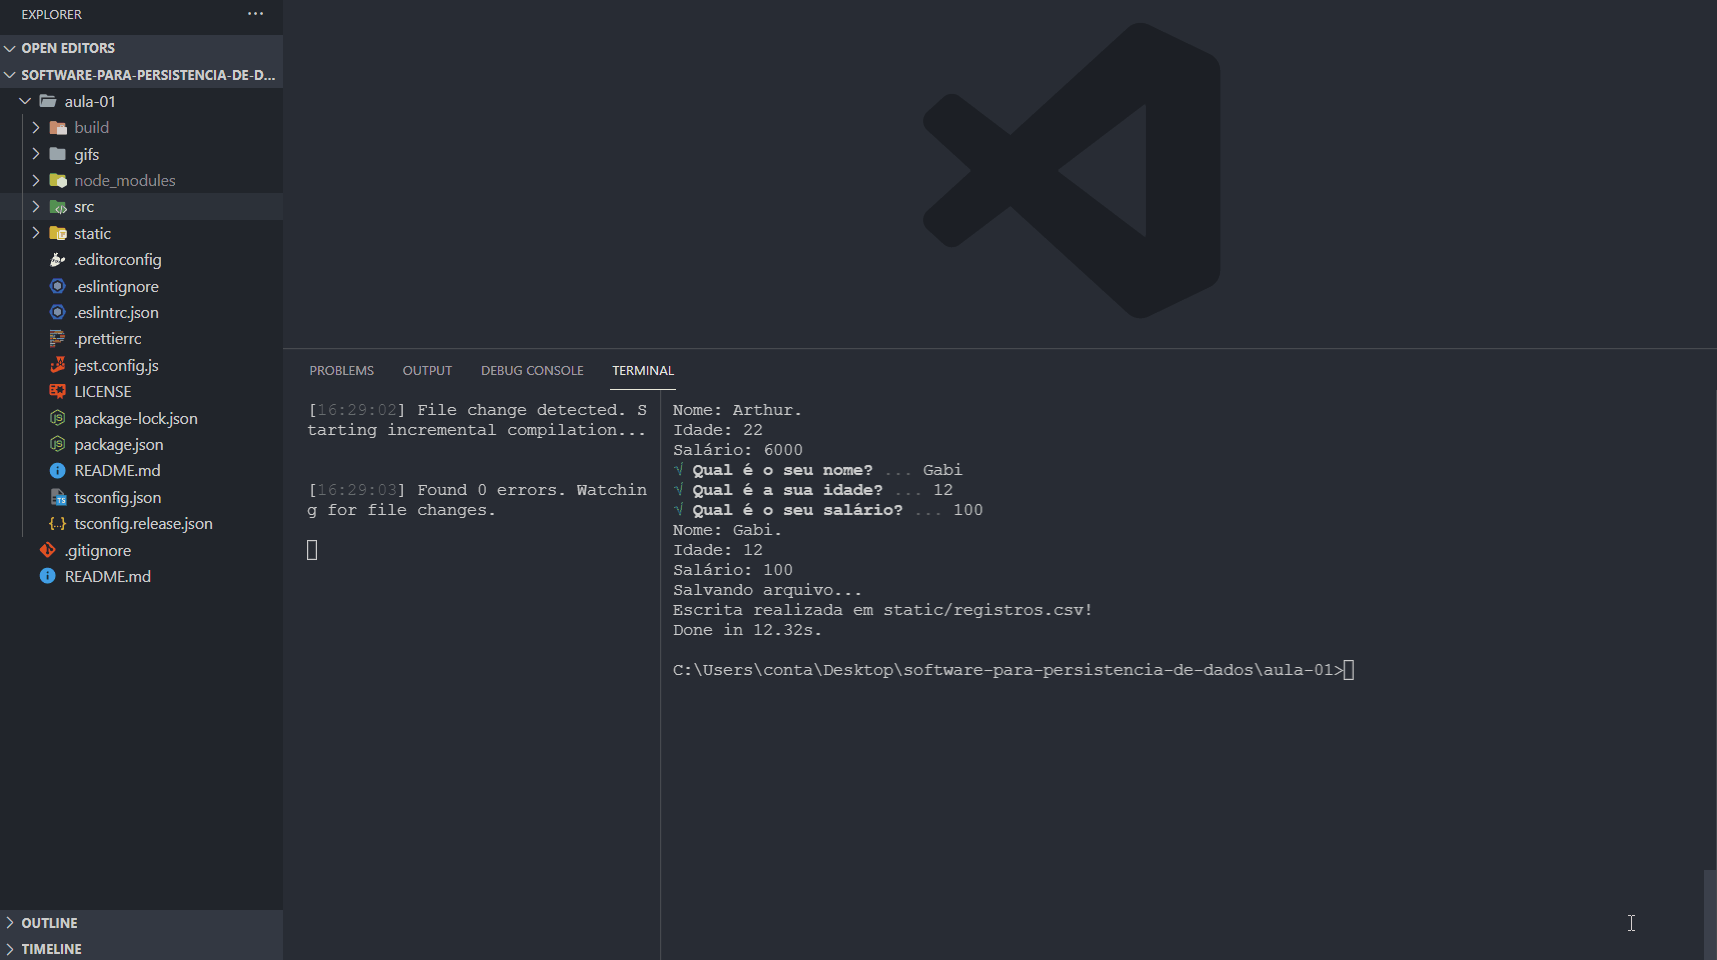 EXPLORER
···
OPEN EDITORS
SOFTWARE-PARA-PERSISTENCIA-DE-D...
aula-01
build
gifs
node_modules
src
static
.editorconfig
.eslintignore
.eslintrc.json
.prettierrc
jest.config.js
LICENSE
package-lock.json
package.json
README.md
tsconfig.json
tsconfig.release.json
.gitignore
README.md
OUTLINE
TIMELINE
PROBLEMS OUTPUT DEBUG CONSOLE TERMINAL
[16:29:02] File change detected. S
tarting incremental compilation...
[16:29:03] Found 0 errors. Watchin
g for file changes.
Nome: Arthur.
Idade: 22
Salário: 6000
√ Qual é o seu nome? ... Gabi
√ Qual é a sua idade? ... 12
√ Qual é o seu salário? ... 100
Nome: Gabi.
Idade: 12
Salário: 100
Salvando arquivo...
Escrita realizada em static/registros.csv!
Done in 12.32s.
C:\Users\conta\Desktop\software-para-persistencia-de-dados\aula-01>